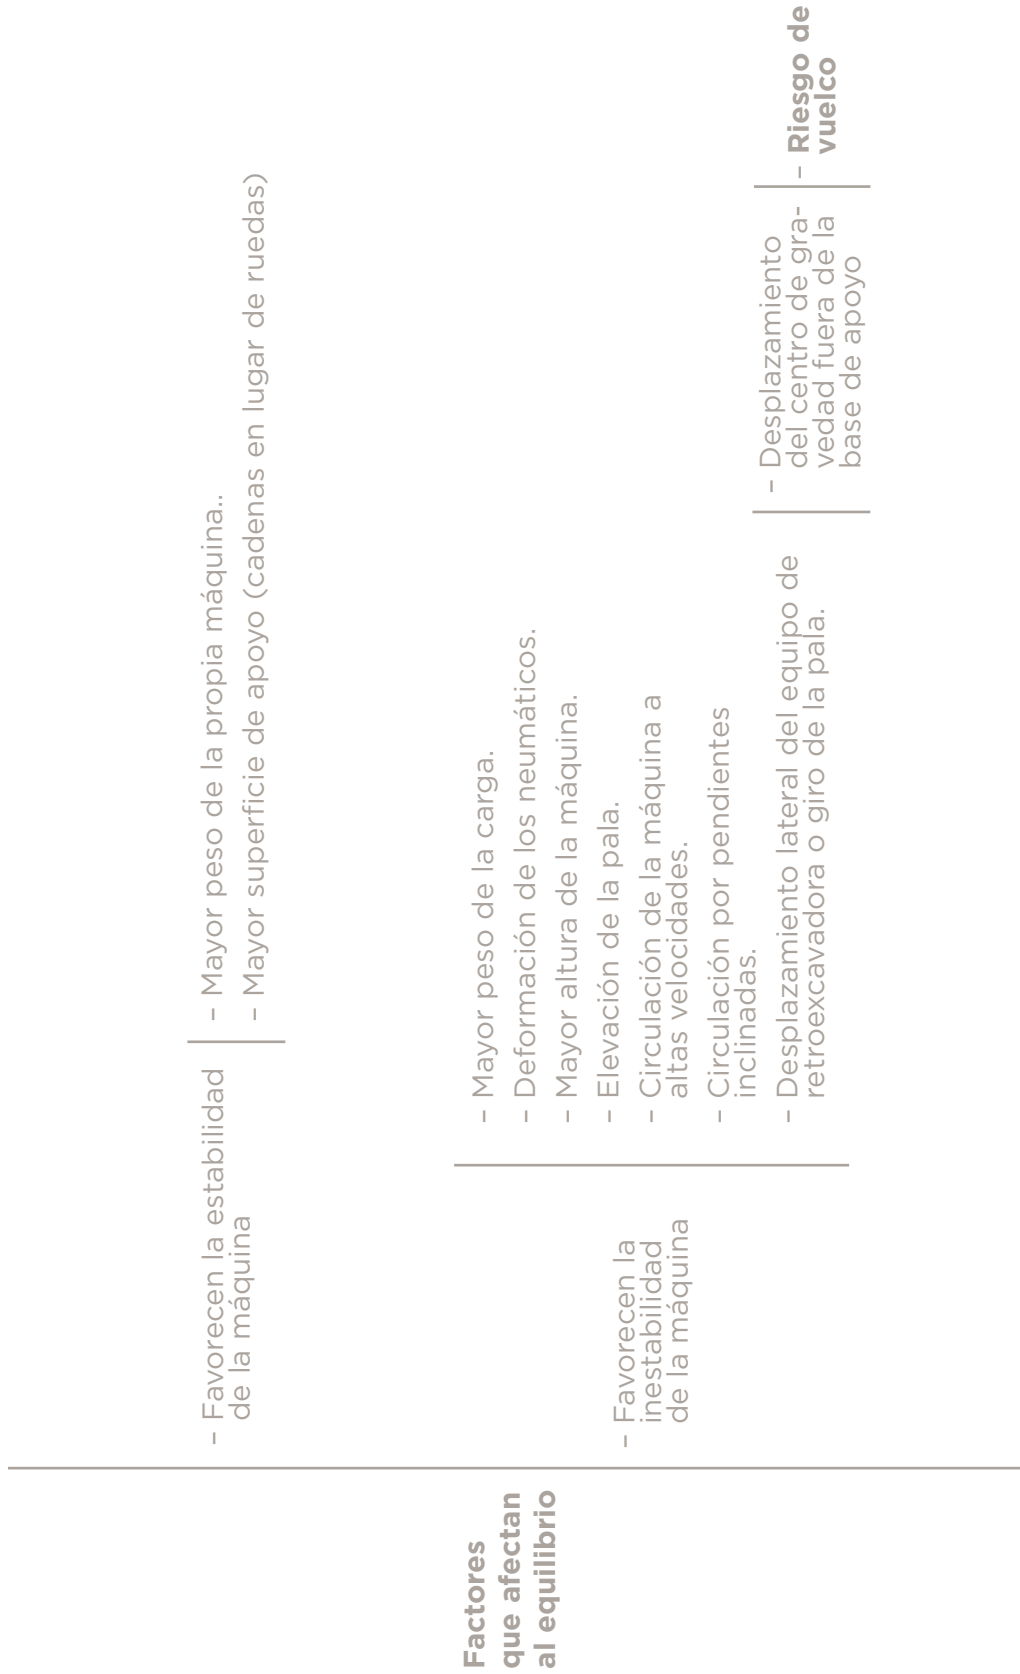 Factores
que afectan
al equilibrio
– Favorecen la estabilidad
de la máquina
– Mayor peso de la propia máquina..
– Mayor superficie de apoyo (cadenas en lugar de ruedas)
– Favorecen la
inestabilidad
de la máquina
– Mayor peso de la carga.
– Deformación de los neumáticos.
– Mayor altura de la máquina.
– Elevación de la pala.
– Circulación de la máquina a
altas velocidades.
– Circulación por pendientes
inclinadas.
– Desplazamiento lateral del equipo de
retroexcavadora o giro de la pala.
– Desplazamiento
del centro de gra-
vedad fuera de la
base de apoyo
– Riesgo de
vuelco